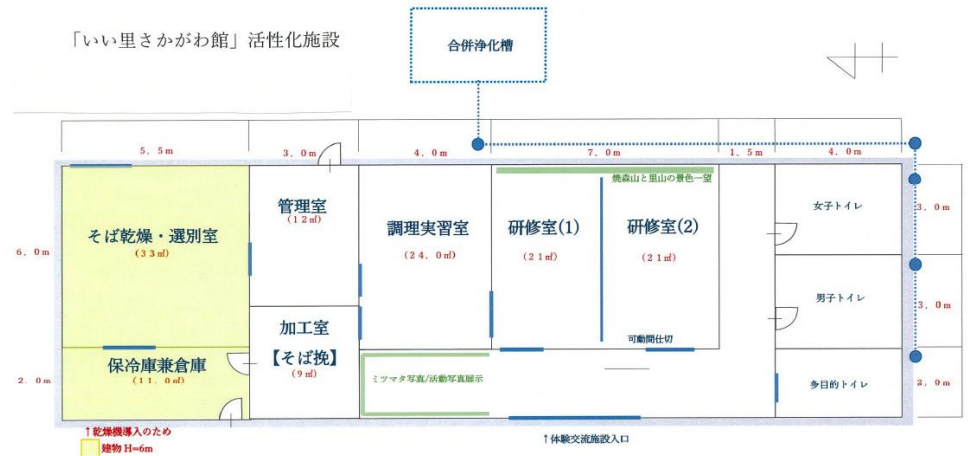 「いい里さかがわ館」活性化施設
合併浄化槽
5.5m
3.0m
4.0m
7.0m
1.5m
4.0m
焼森山と里山の景色一望
管理室
(12㎡)
そば乾燥・選別室
(33㎡)
調理実習室
(24.0㎡)
研修室(1)
(21㎡)
研修室(2)
(21㎡)
女子トイレ
3.0m
6.0m
男子トイレ
3.0m
加工室
【そば挽】
(9㎡)
可動間仕切
保冷庫兼倉庫
(11.0㎡)
2.0m
ミツマタ写真/活動写真展示
多目的トイレ
2.0m
↑乾燥機導入のため
建物 H=6m
↑体験交流施設入口